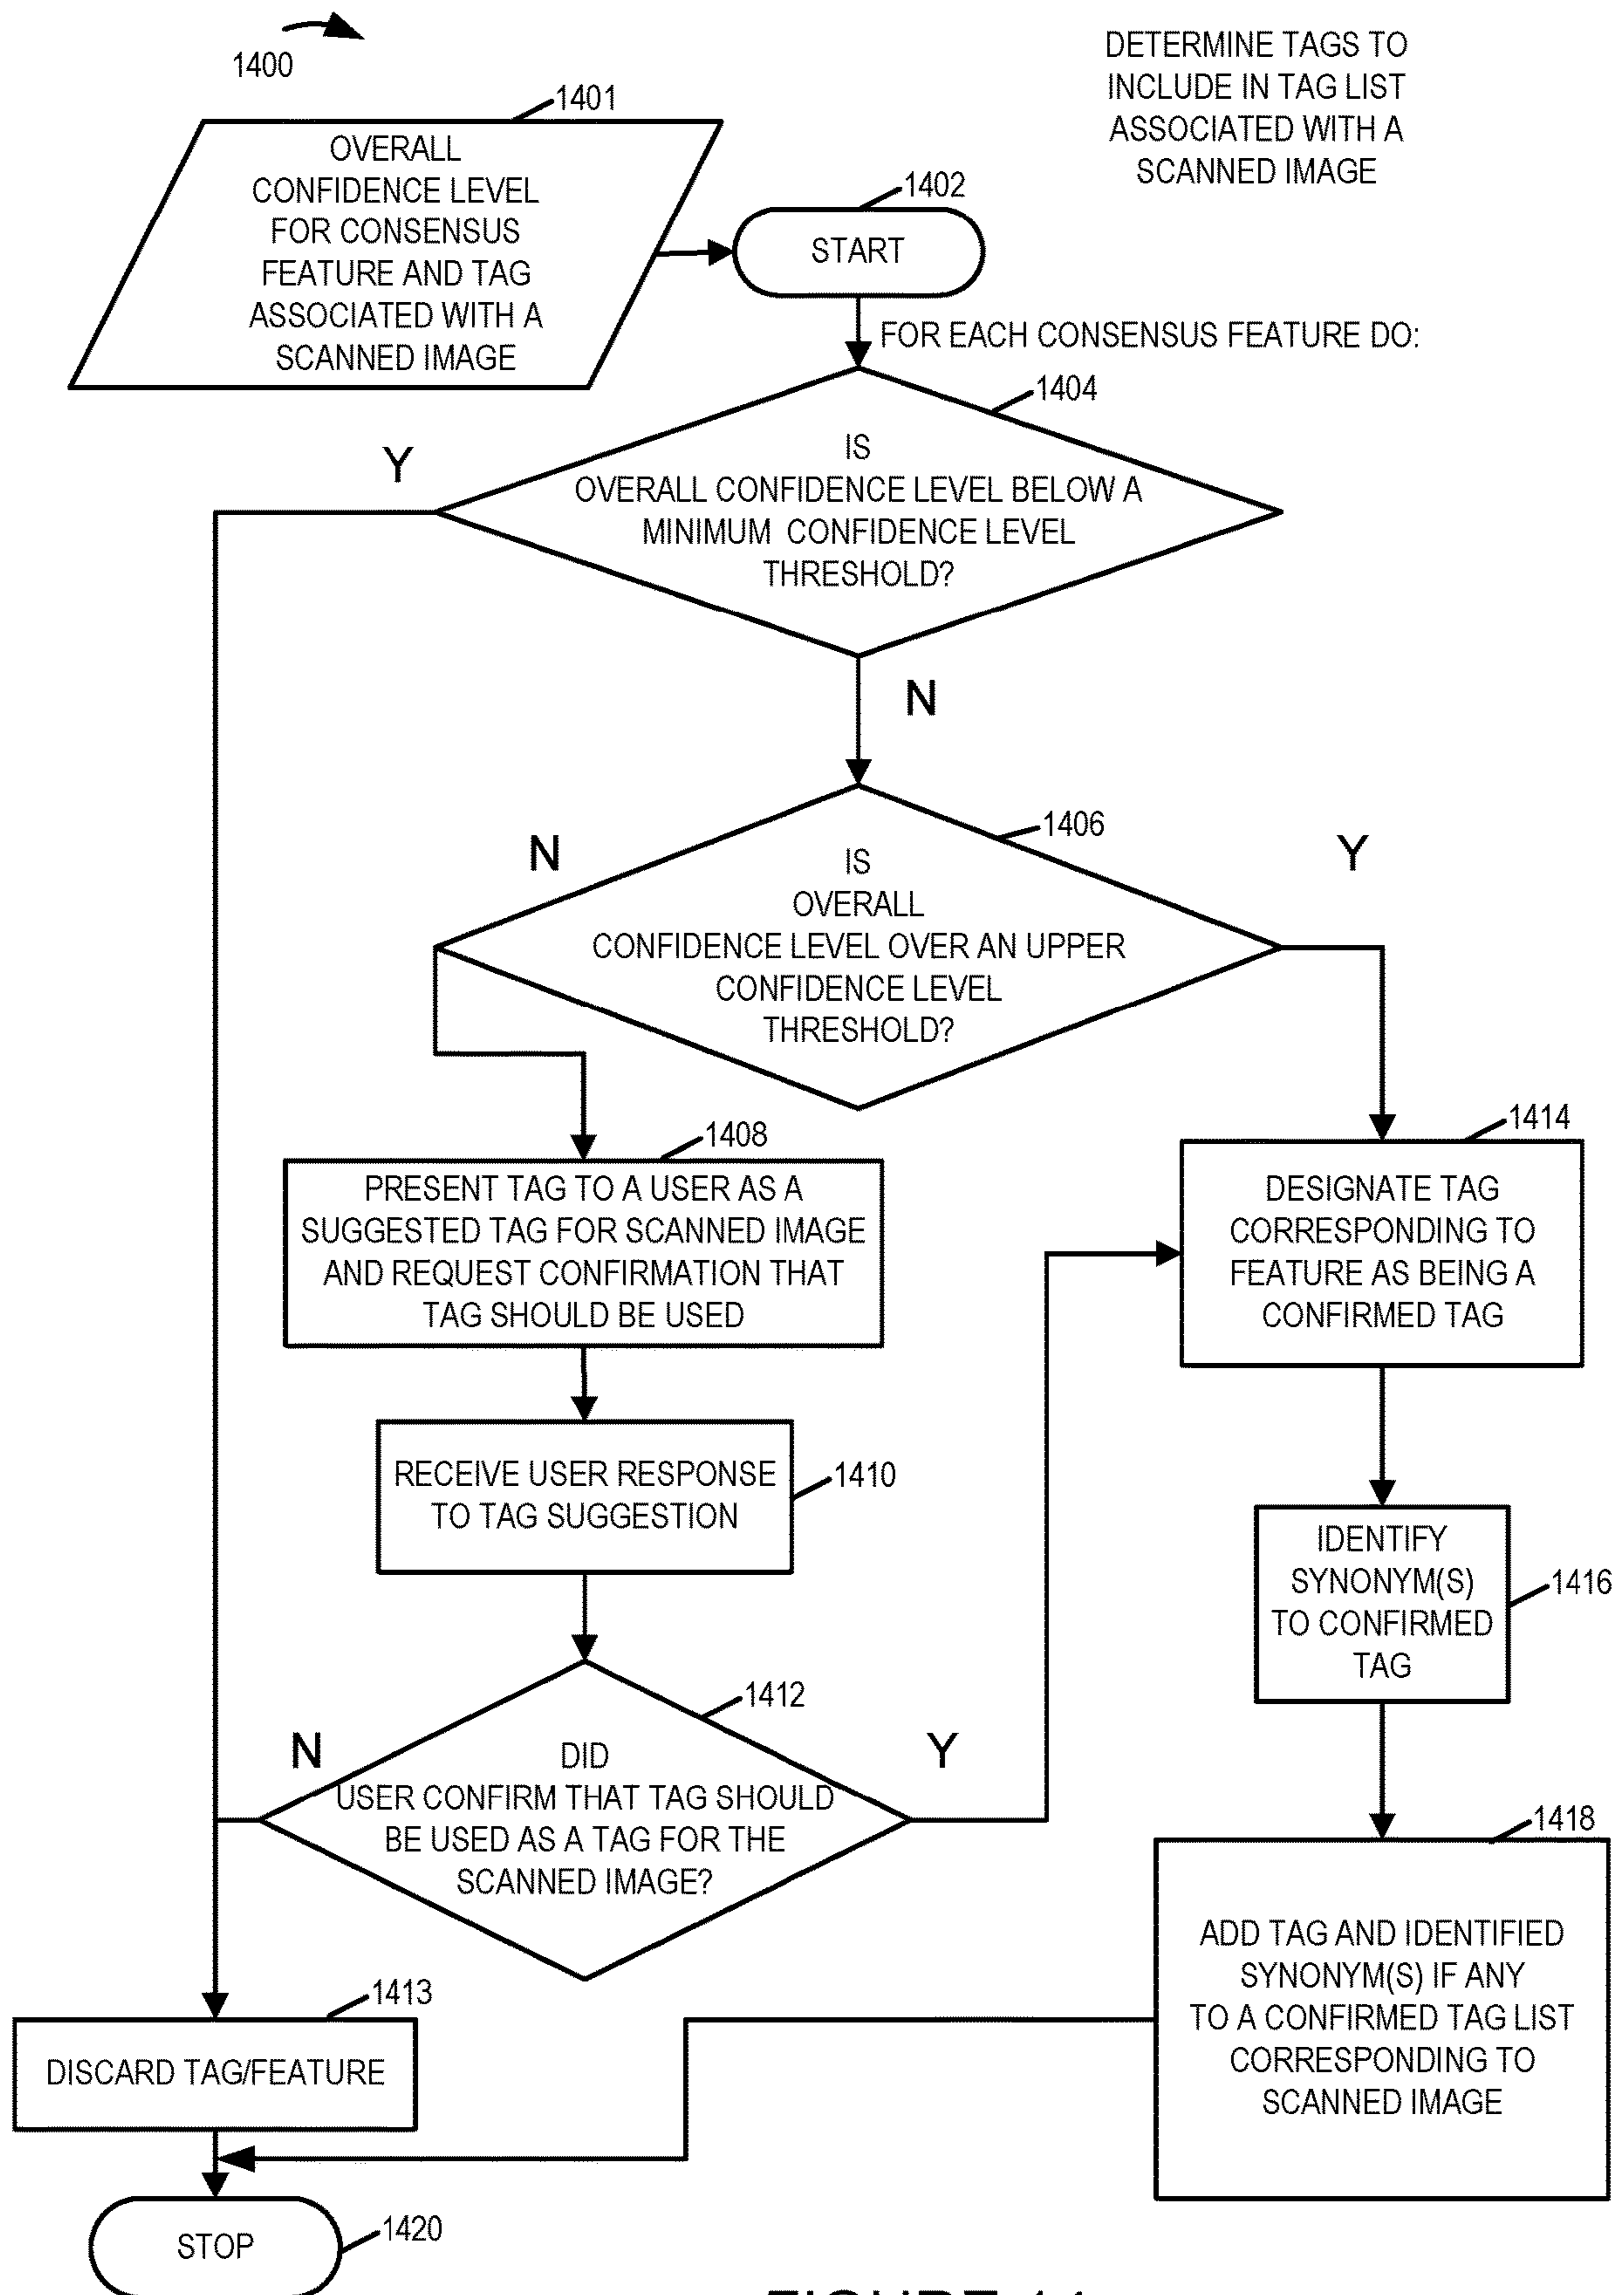 1400
DETERMINE TAGS TO
INCLUDE IN TAG LIST
ASSOCIATED WITH A
SCANNED IMAGE
1401
OVERALL
CONFIDENCE LEVEL
FOR CONSENSUS
FEATURE AND TAG
ASSOCIATED WITH A
SCANNED IMAGE
1402
START
FOR EACH CONSENSUS FEATURE DO:
1404
IS
OVERALL CONFIDENCE LEVEL BELOW A
MINIMUM CONFIDENCE LEVEL
THRESHOLD?
Y
N
1406
IS
OVERALL
CONFIDENCE LEVEL OVER AN UPPER
CONFIDENCE LEVEL
THRESHOLD?
N
Y
1408
PRESENT TAG TO A USER AS A
SUGGESTED TAG FOR SCANNED IMAGE
AND REQUEST CONFIRMATION THAT
TAG SHOULD BE USED
1410
RECEIVE USER RESPONSE
TO TAG SUGGESTION
1412
DID
USER CONFIRM THAT TAG SHOULD
BE USED AS A TAG FOR THE
SCANNED IMAGE?
N
Y
1413
DISCARD TAG/FEATURE
1414
DESIGNATE TAG
CORRESPONDING TO
FEATURE AS BEING A
CONFIRMED TAG
1416
IDENTIFY
SYNONYM(S)
TO CONFIRMED
TAG
1418
ADD TAG AND IDENTIFIED
SYNONYM(S) IF ANY
TO A CONFIRMED TAG LIST
CORRESPONDING TO
SCANNED IMAGE
1420
STOP